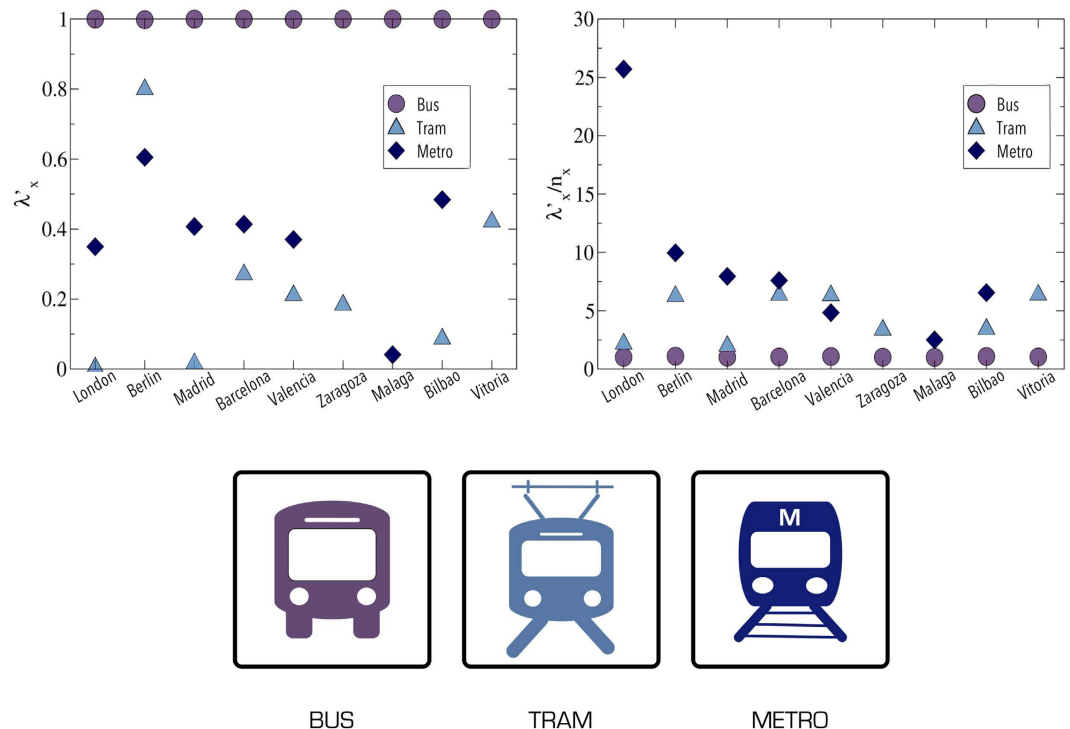 1
0.8
0.6
0.4
0.2
0
λ'x
Bus
Tram
Metro
London
Berlin
Madrid
Barcelona
Valencia
Zaragoza
Malaga
Bilbao
Vitoria
30
25
20
15
10
5
0
λ'x/nx
Bus
Tram
Metro
London
Berlin
Madrid
Barcelona
Valencia
Zaragoza
Malaga
Bilbao
Vitoria
M
BUS
TRAM
METRO